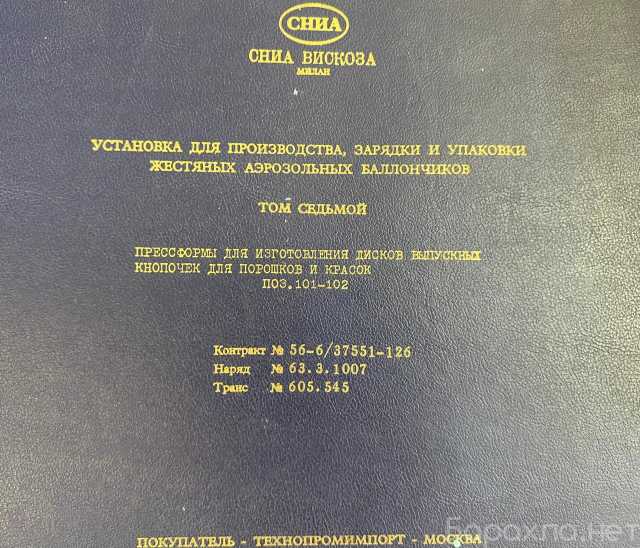 СНИА
СНИА ВИСКОЗА
МИЛАН
УСТАНОВКА ДЛЯ ПРОИЗВОДСТВА, ЗАРЯДКИ И УПАКОВКИ
ЖЕСТЯНЫХ АЭРОЗОЛЬНЫХ БАЛЛОНЧИКОВ
ТОМ СЕДЬМОЙ
ПРЕССФОРМЫ ДЛЯ ИЗГОТОВЛЕНИЯ ДИСКОВ ВЫПУСКНЫХ
КНОПОЧЕК ДЛЯ ПОРОШКОВ И КРАСОК
ПОЗ.101-102
Контракт № 56-6/37551-126
Наряд № 63.3.1007
Транс № 605.545
ПОКУПАТЕЛЬ - ТЕХНОПРОМИМПОРТ - МОСКВА
Барахла.нет